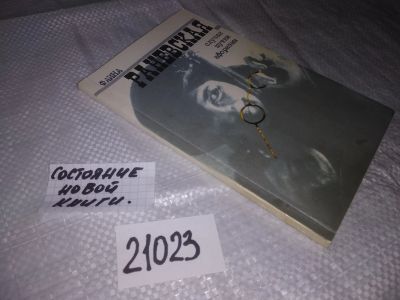 ФАИНА
РАНЕВСКАЯ
случаи
шутки
афоризмы
СОСТОЯНИЕ
НОВОЙ
КНИГИ.
21023